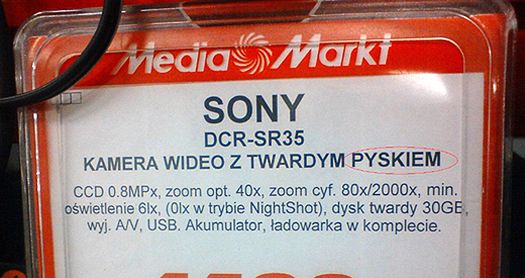 Media Markt
SONY
DCR-SR35
KAMERA WIDEO Z TWARDYM PYSKIEM
CCD 0.8MPx, zoom opt. 40x, zoom cyf. 80x/2000x, min.
oświetlenie 6lx, (0lx w trybie NightShot), dysk twardy 30GB,
wyj. A/V, USB. Akumulator, ładowarka w komplecie.